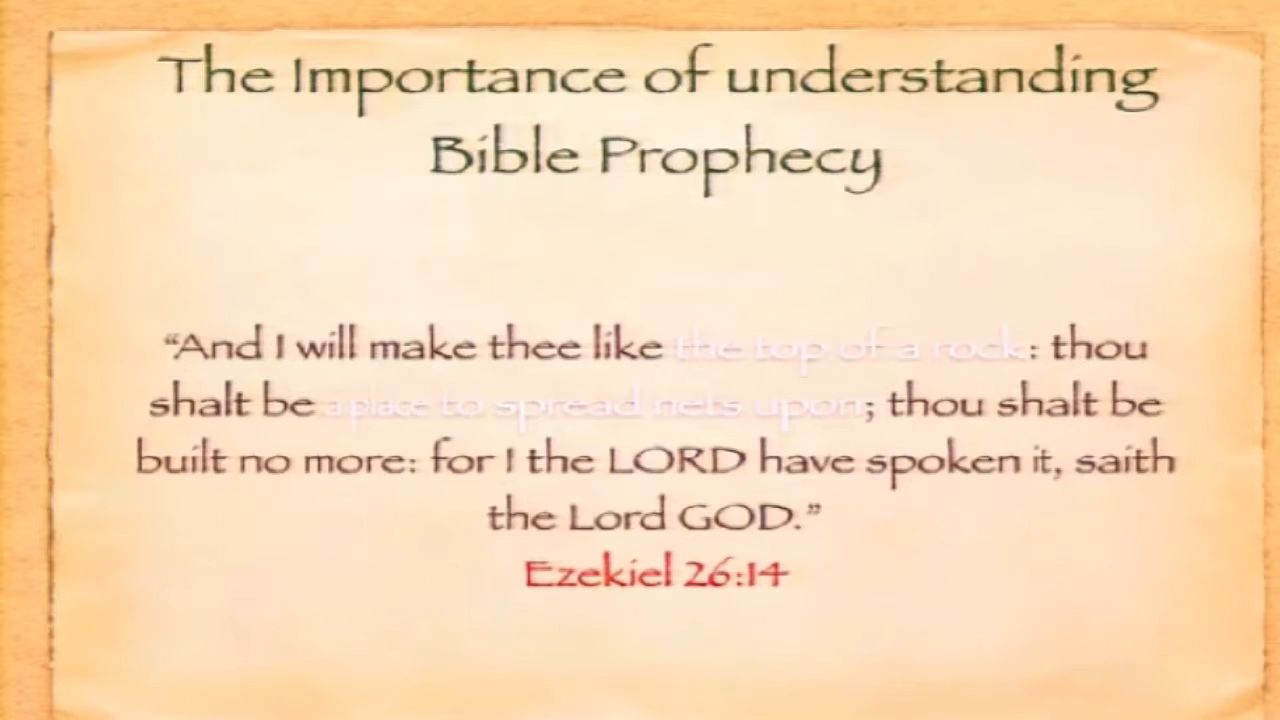 The Importance of understanding
Bible Prophecy
“And I will make thee like the top of a rock: thou
shalt be a place to spread nets upon; thou shalt be
built no more: for I the LORD have spoken it, saith
the Lord GOD.”
Ezekiel 26:14